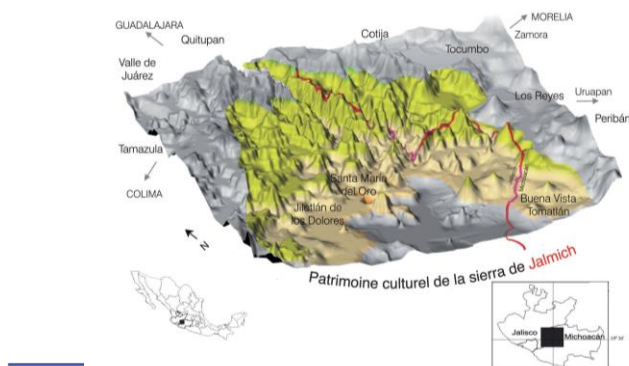 GUADALAJARA
MORELIA
Quitupan
Cotija
Zamora
Tocumbo
Valle de
Juárez
Los Reyes
Uruapan
Peribán
Tamazula
COLIMA
Santa María
del Oro
Jilotlán de
los Dolores
Buena Vista
Tomatlán
N
Patrimoine culturel de la sierra de Jalmich
Jalisco
Michoacán